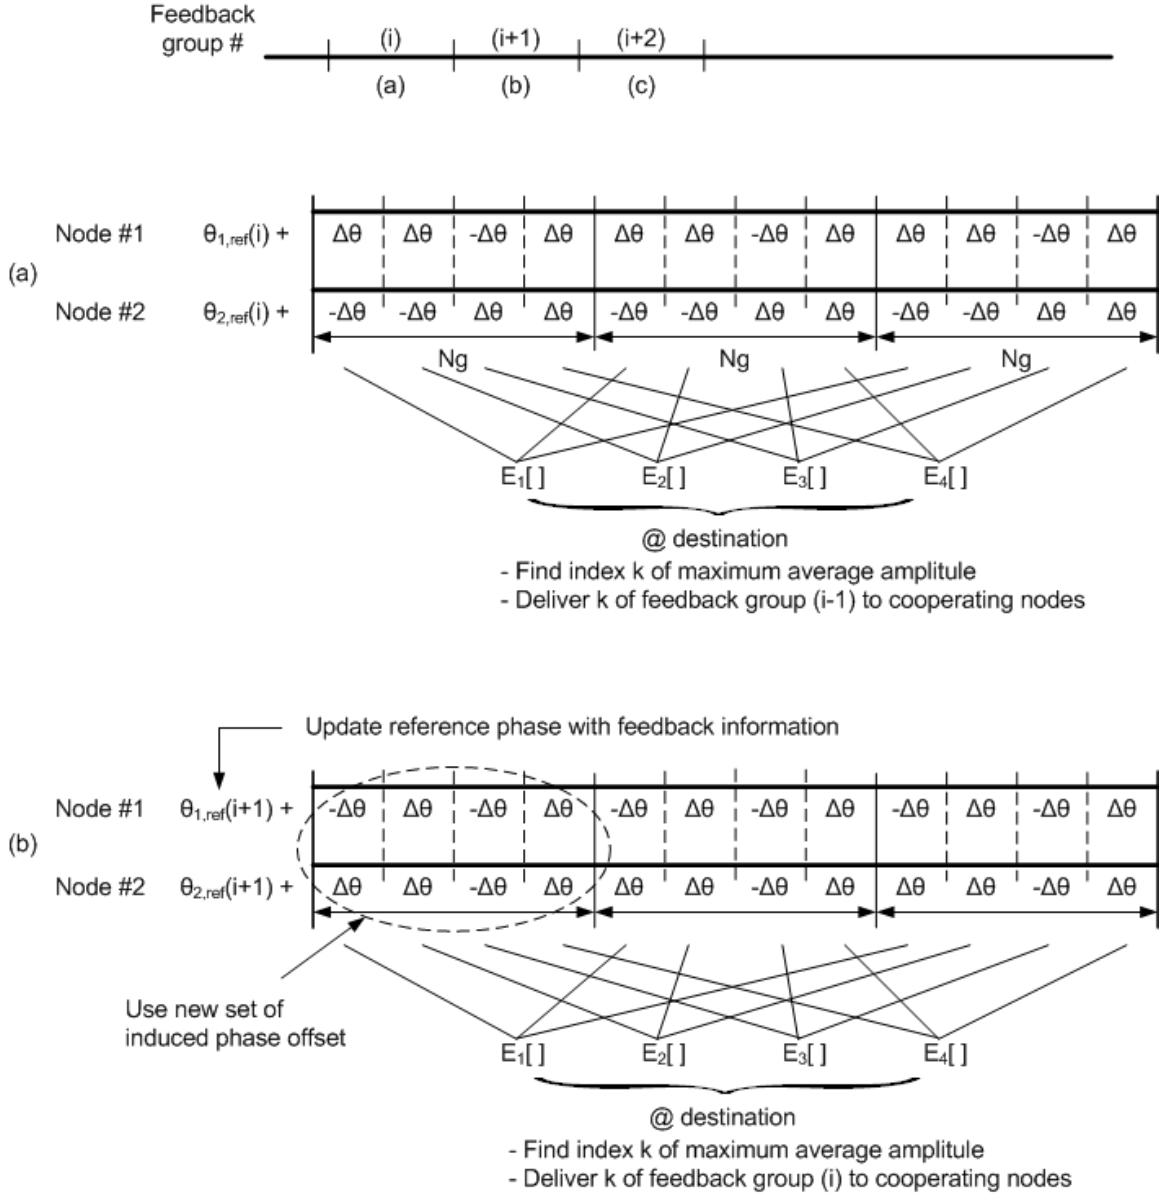 Feedback
group #
(i) (i+1) (i+2)
(a) (b) (c)
Node #1 θ1,ref(i) + Δθ Δθ -Δθ Δθ Δθ Δθ -Δθ Δθ Δθ Δθ -Δθ Δθ
(a)
Node #2 θ2,ref(i) + -Δθ -Δθ Δθ Δθ -Δθ -Δθ Δθ Δθ -Δθ -Δθ Δθ Δθ
Ng Ng Ng
E1[ ] E2[ ] E3[ ] E4[ ]
@ destination
- Find index k of maximum average amplitule
- Deliver k of feedback group (i-1) to cooperating nodes
Update reference phase with feedback information
Node #1 θ1,ref(i+1) + -Δθ Δθ -Δθ Δθ -Δθ Δθ -Δθ Δθ -Δθ Δθ -Δθ Δθ
(b)
Node #2 θ2,ref(i+1) + Δθ Δθ -Δθ Δθ Δθ Δθ -Δθ Δθ Δθ Δθ -Δθ Δθ
Use new set of
induced phase offset
E1[ ] E2[ ] E3[ ] E4[ ]
@ destination
- Find index k of maximum average amplitule
- Deliver k of feedback group (i) to cooperating nodes